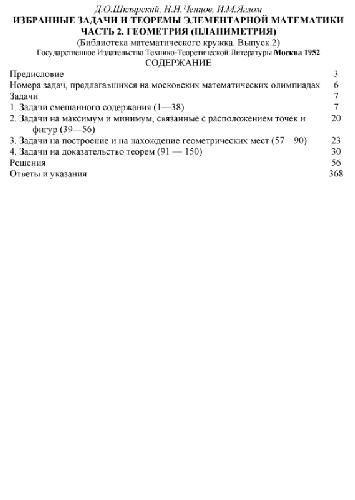 Д.О.Шклярский, Н.Н.Ченцов, И.М.Яглом
ИЗБРАННЫЕ ЗАДАЧИ И ТЕОРЕМЫ ЭЛЕМЕНТАРНОЙ МАТЕМАТИКИ
ЧАСТЬ 2. ГЕОМЕТРИЯ (ПЛАНИМЕТРИЯ)
(Библиотека математического кружка. Выпуск 2)
Государственное Издательство Технико-Теоретической Литературы Москва 1952
СОДЕРЖАНИЕ
Предисловие 3
Номера задач, предлагавшихся на московских математических олимпиадах 6
Задачи 7
1. Задачи смешанного содержания (1—38) 7
2. Задачи на максимум и минимум, связанные с расположением точек и 20
фигур (39—56)
3. Задачи на построение и на нахождение геометрических мест (57—90) 23
4. Задачи на доказательство теорем (91 — 150) 30
Решения 56
Ответы и указания 368